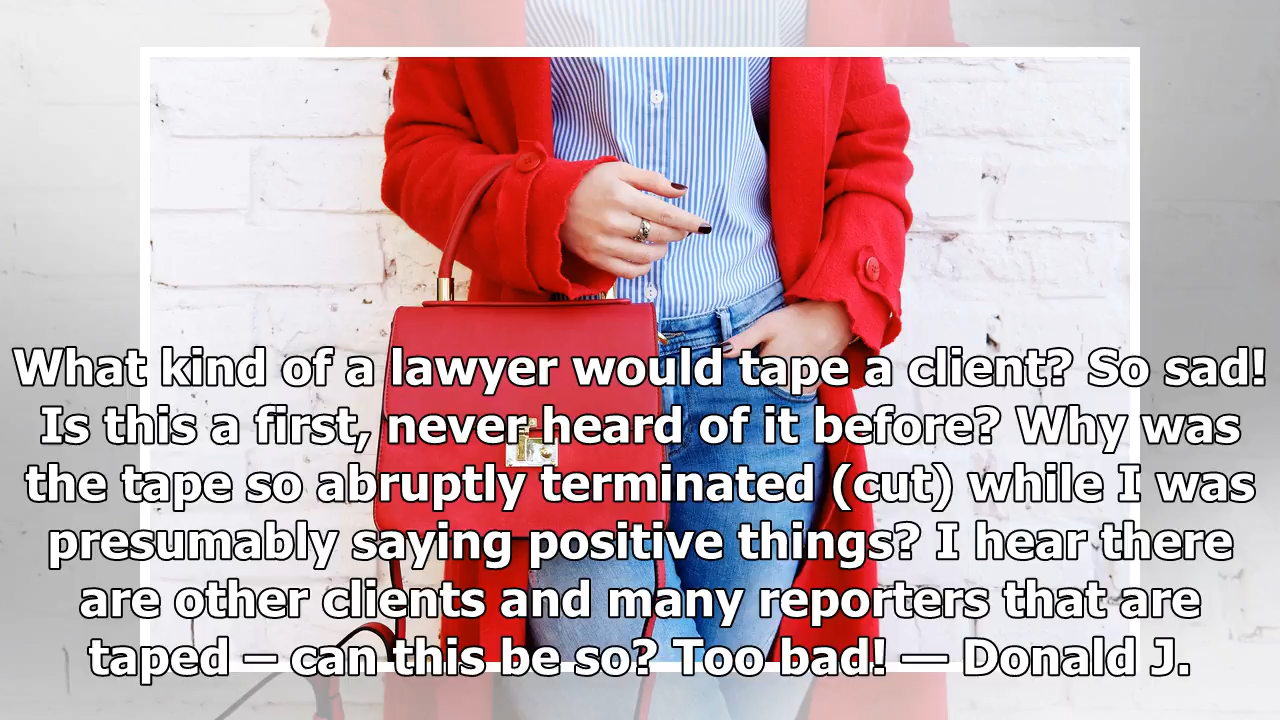 What kind of a lawyer would tape a client? So sad!
Is this a first, never heard of it before? Why was
the tape so abruptly terminated (cut) while I was
presumably saying positive things? I hear there
are other clients and many reporters that are
taped – can this be so? Too bad! — Donald J.